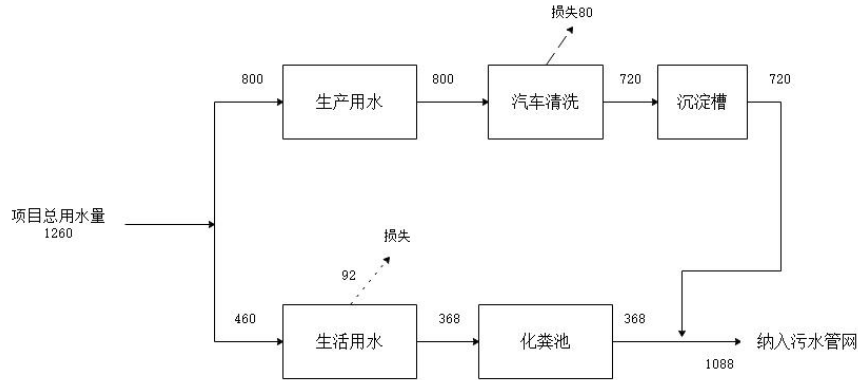 损失80
800
生产用水
800
汽车清洗
720
沉淀槽
720
项目总用水量
1260
损失
92
460
生活用水
368
化粪池
368
纳入污水管网
1088